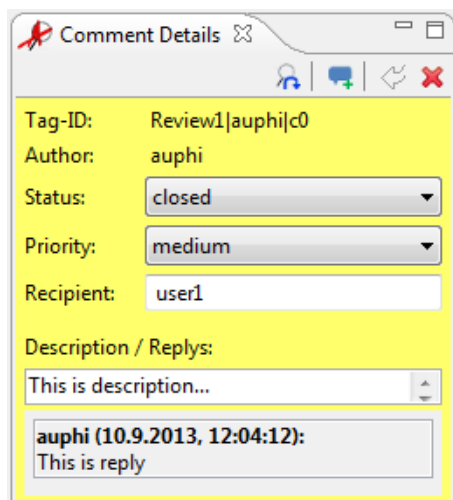 Comment Details
Tag-ID: Review1|auphi|c0
Author: auphi
Status: closed
Priority: medium
Recipient: user1
Description / Replys:
This is description...
auphi (10.9.2013, 12:04:12):
This is reply